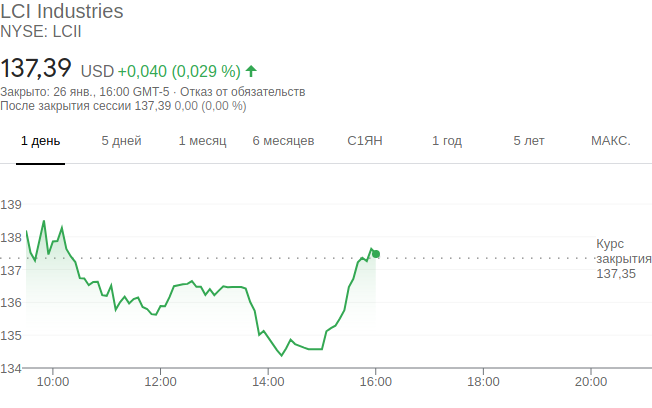 LCI Industries
NYSE: LCII
137,39 USD +0,040 (0,029 %)
Закрыто: 26 янв., 16:00 GMT-5 · Отказ от обязательств
После закрытия сессии 137,39 0,00 (0,00 %)
1 день 5 дней 1 месяц 6 месяцев С1ЯН 1 год 5 лет МАКС.
139
138
137
136
135
134
Курс
закрытия
137,35
10:00 12:00 14:00 16:00 18:00 20:00